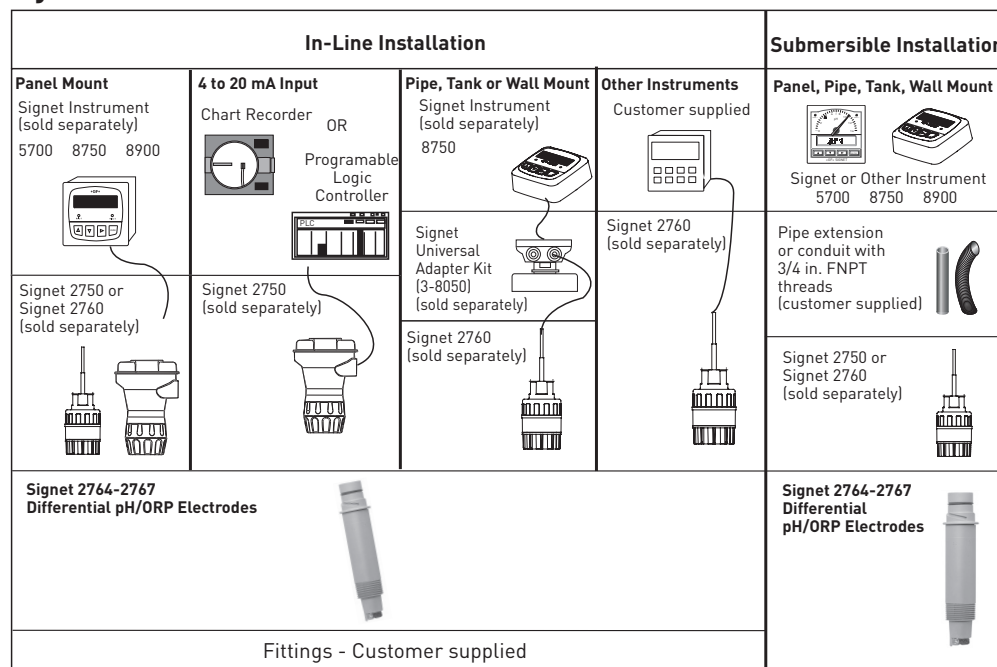 In-Line Installation
Submersible Installation
Panel Mount
Signet Instrument
(sold separately)
5700 8750 8900
Signet 2750 or
Signet 2760
(sold separately)
4 to 20 mA Input
Chart Recorder
OR
Programable
Logic
Controller
PLC
Signet 2750
(sold separately)
Pipe, Tank or Wall Mount
Signet Instrument
(sold separately)
8750
Signet
Universal
Adapter Kit
(3-8050)
(sold separately)
Signet 2760
(sold separately)
Other Instruments
Customer supplied
Signet 2760
(sold separately)
Panel, Pipe, Tank, Wall Mount
Signet or Other Instrument
5700 8750 8900
Pipe extension
or conduit with
3/4 in. FNPT
threads
(customer supplied)
Signet 2750 or
Signet 2760
(sold separately)
Signet 2764-2767
Differential pH/ORP Electrodes
Signet 2764-2767
Differential
pH/ORP Electrodes
Fittings - Customer supplied